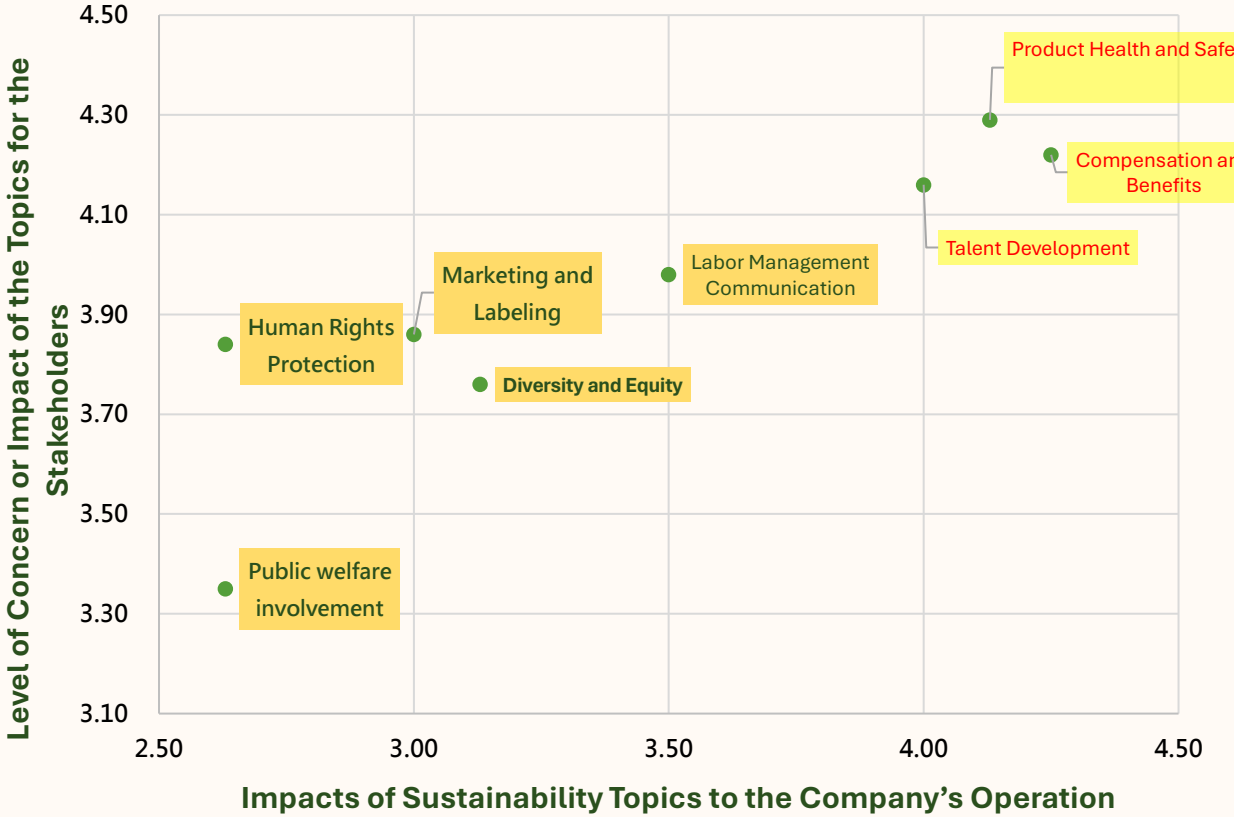 Level of Concern or Impact of the Topics for the
Stakeholders
4.50
4.30
4.10
3.90
3.70
3.50
3.30
3.10
Product Health and Safe
Compensation an
Benefits
Talent Development
Labor Management
Communication
Marketing and
Labeling
Human Rights
Protection
Diversity and Equity
Public welfare
involvement
2.50
3.00
3.50
4.00
4.50
Impacts of Sustainability Topics to the Company’s Operation